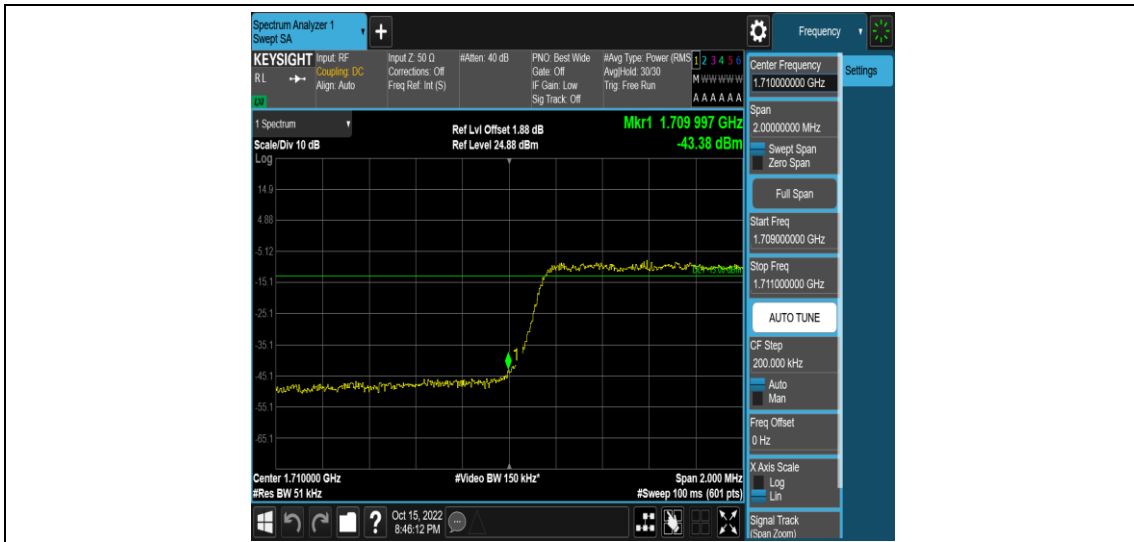 Spectrum Analyzer 1
Swept SA
+
Frequency
KEYSIGHT
RL
LXI
Input: RF
Coupling: DC
Align: Auto
Input Z: 50 Ω
Corrections: Off
Freq Ref: Int (S)
#Atten: 40 dB
PNO: Best Wide
Gate: Off
IF Gain: Low
Sig Track: Off
#Avg Type: Power (RMS
Avg|Hold: 30/30
Trig: Free Run
1 2 3 4 5 6
M W W W W W
A A A A A A
1 Spectrum
Scale/Div 10 dB
Log
Ref Lvl Offset 1.88 dB
Ref Level 24.88 dBm
Mkr1 1.709 997 GHz
-43.38 dBm
14.9
4.88
-5.12
-15.1
-25.1
-35.1
-45.1
-55.1
-65.1
1
Center 1.710000 GHz
#Res BW 51 kHz
#Video BW 150 kHz*
Span 2.000 MHz
#Sweep 100 ms (601 pts)
?
Oct 15, 2022
8:46:12 PM
Center Frequency
1.710000000 GHz
Settings
Span
2.00000000 MHz
Swept Span
Zero Span
Full Span
Start Freq
1.709000000 GHz
Stop Freq
1.711000000 GHz
AUTO TUNE
CF Step
200.000 kHz
Auto
Man
Freq Offset
0 Hz
X Axis Scale
Log
Lin
Signal Track
(Span Zoom)